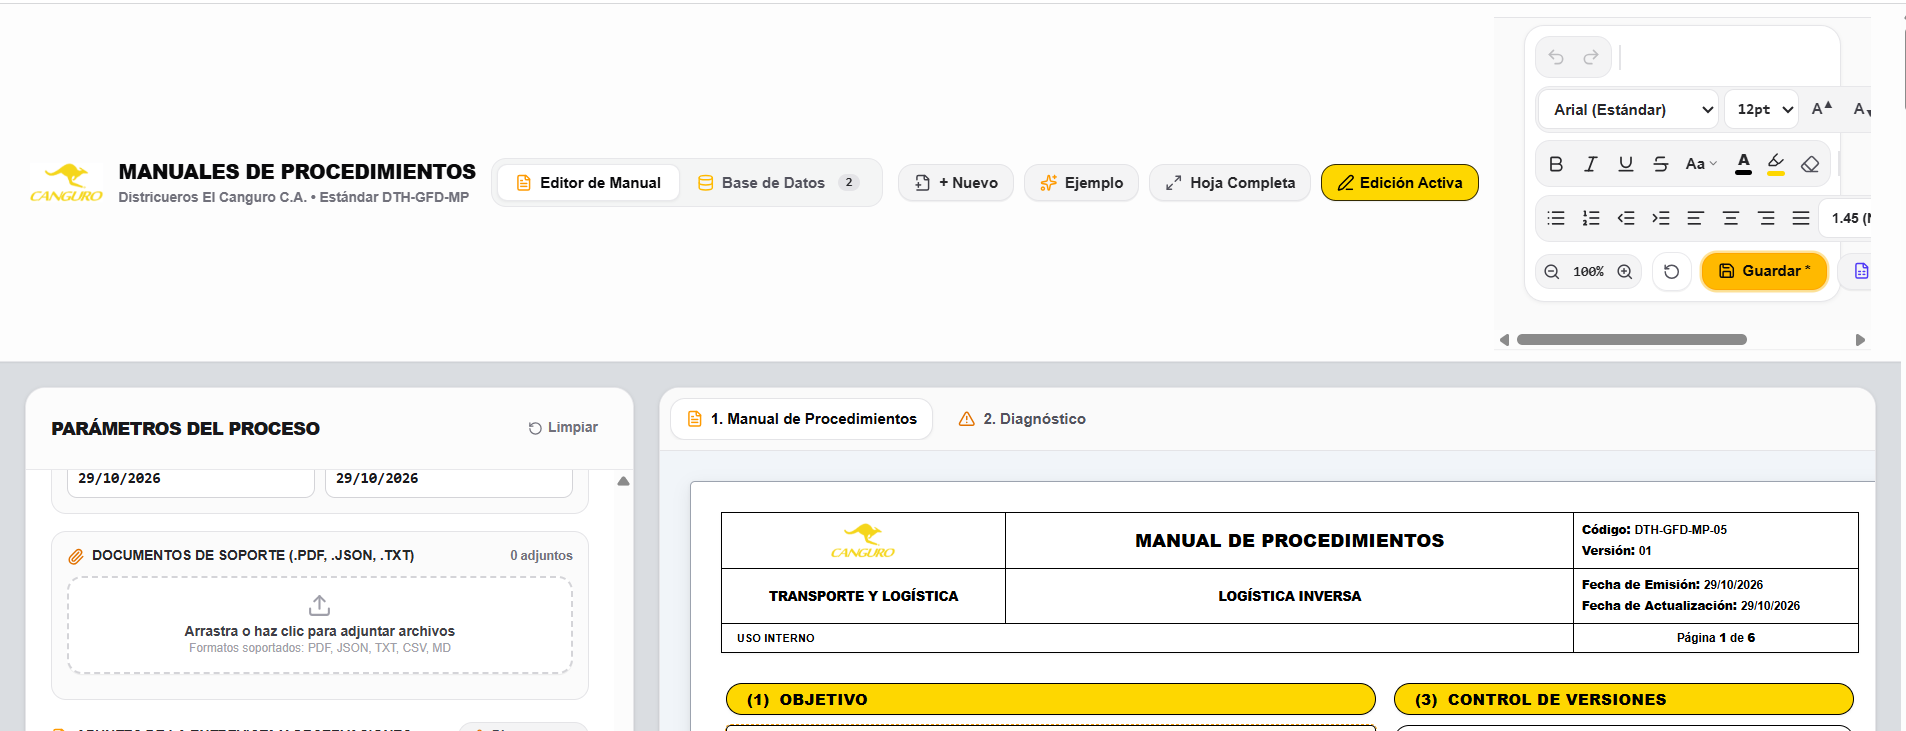 CANGURO
MANUALES DE PROCEDIMIENTOS
Districueros El Canguro C.A. • Estándar DTH-GFD-MP
Editor de Manual
Base de Datos 2
+ Nuevo
Ejemplo
Hoja Completa
Edición Activa
Arial (Estándar)
12pt
A
A
B I U S Aa A
1.45
100%
Guardar *
PARÁMETROS DEL PROCESO
Limpiar
29/10/2026
29/10/2026
DOCUMENTOS DE SOPORTE (.PDF, .JSON, .TXT)
0 adjuntos
Arrastra o haz clic para adjuntar archivos
Formatos soportados: PDF, JSON, TXT, CSV, MD
1. Manual de Procedimientos
2. Diagnóstico
CANGURO
MANUAL DE PROCEDIMIENTOS
Código: DTH-GFD-MP-05
Versión: 01
TRANSPORTE Y LOGÍSTICA
LOGÍSTICA INVERSA
Fecha de Emisión: 29/10/2026
Fecha de Actualización: 29/10/2026
USO INTERNO
Página 1 de 6
(1) OBJETIVO
(3) CONTROL DE VERSIONES